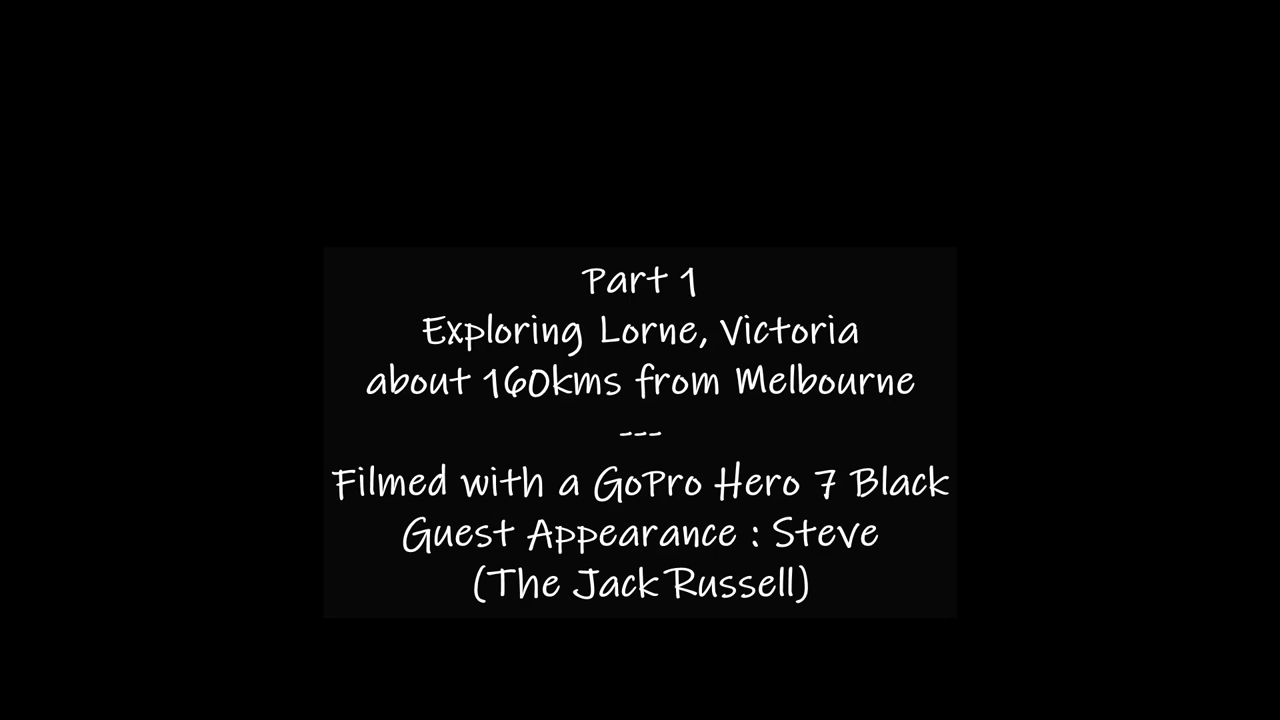 Part 1
Exploring Lorne, Victoria
about 160kms from Melbourne
---
Filmed with a GoPro Hero 7 Black
Guest Appearance : Steve
(The Jack Russell)